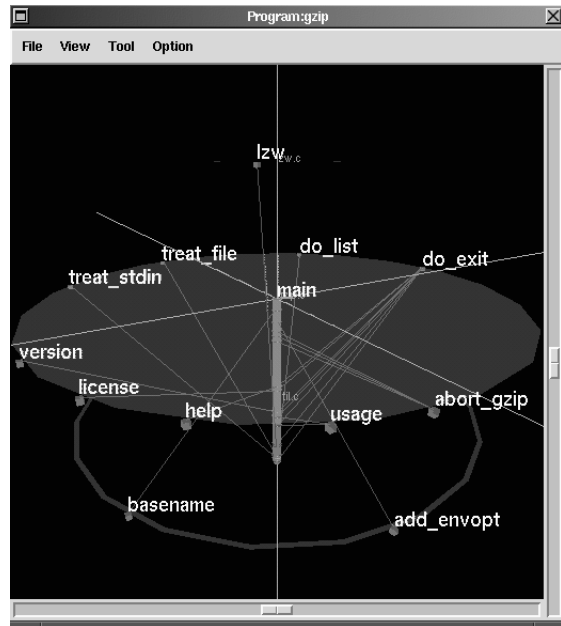 Program:gzip
File View Tool Option
lzw
lzw.c
treat_file
do_list
do_exit
treat_stdin
main
version
license
help
usage
abort_gzip
basename
add_envopt